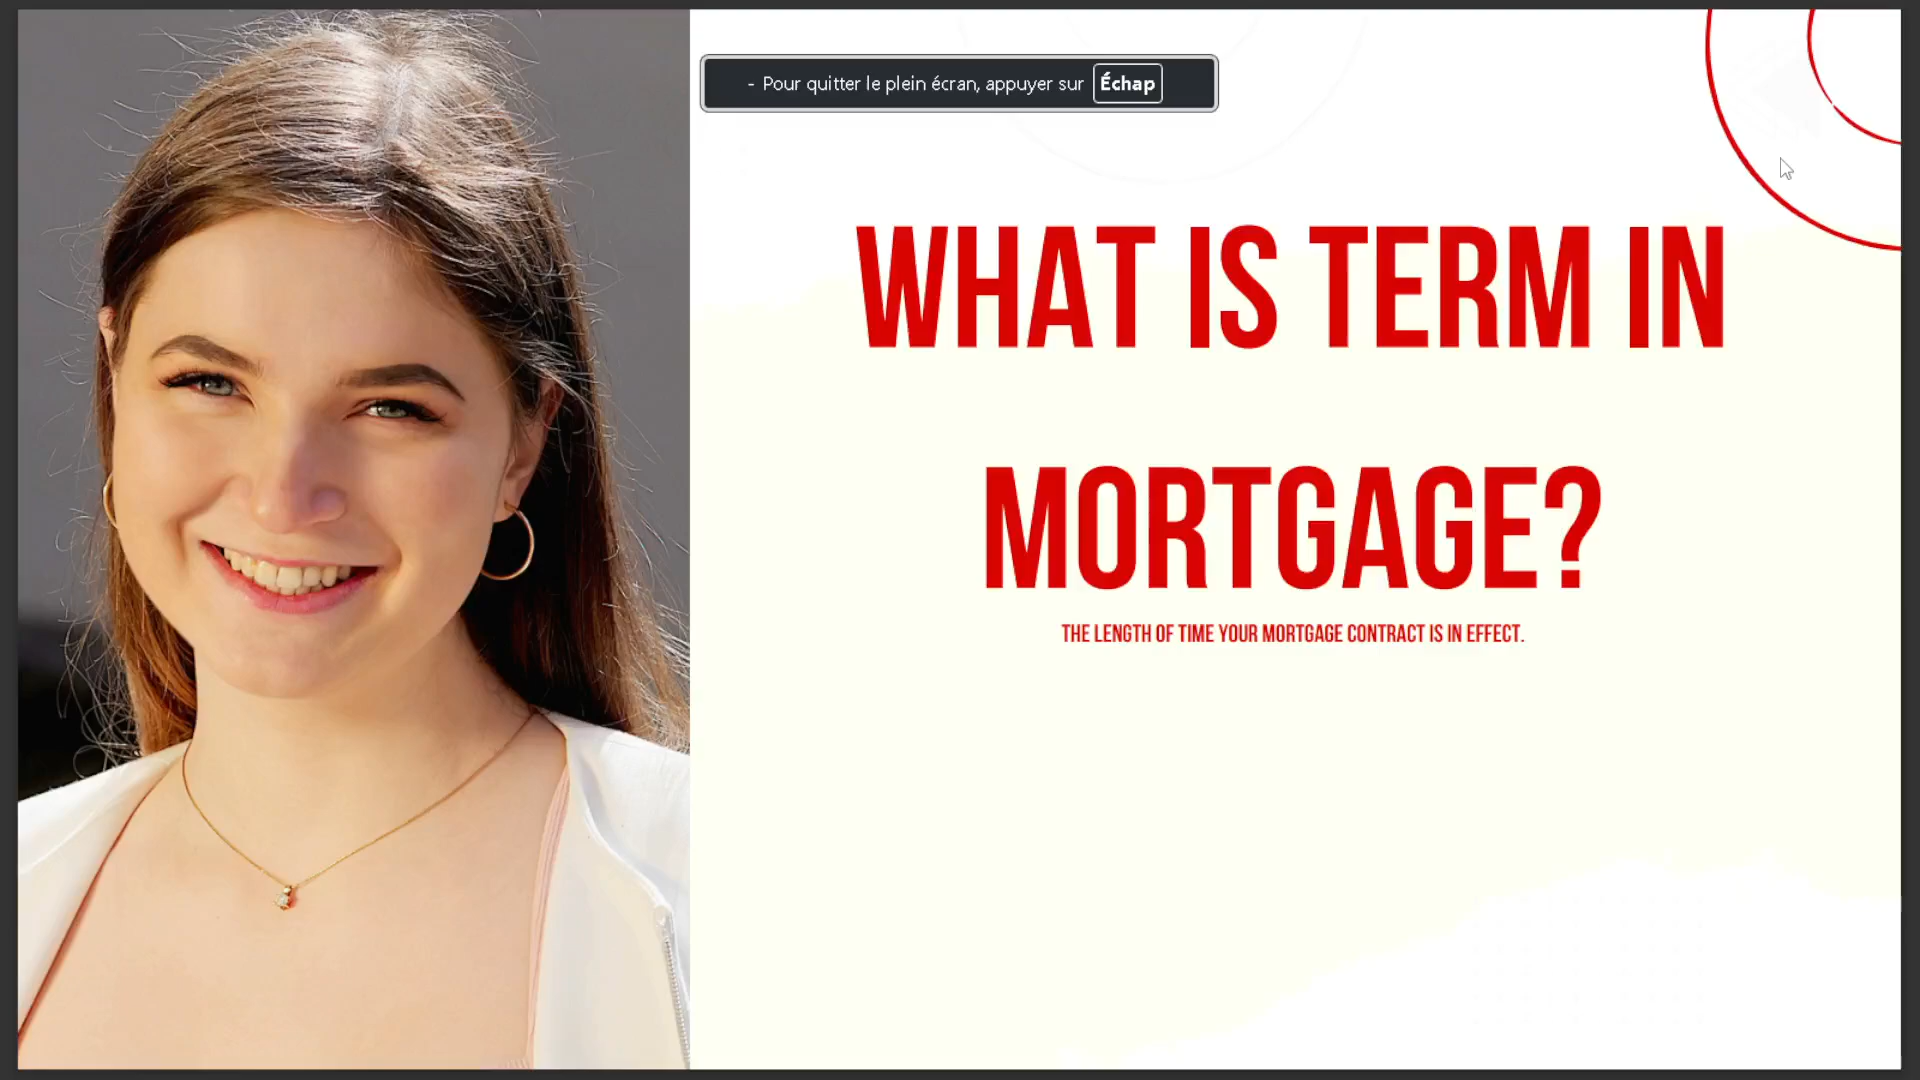 - Pour quitter le plein écran, appuyer sur Échap
WHAT IS TERM IN
MORTGAGE?
THE LENGTH OF TIME YOUR MORTGAGE CONTRACT IS IN EFFECT.